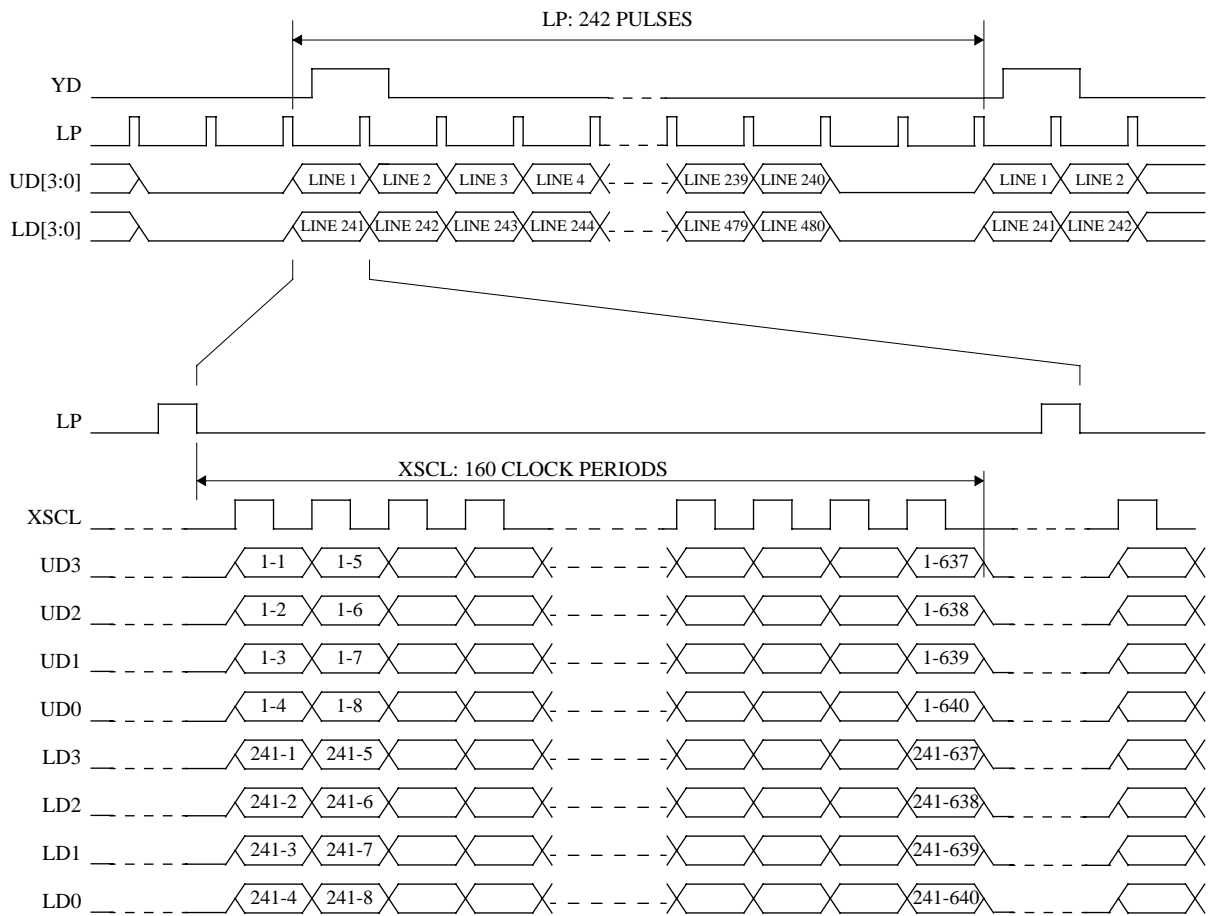 LP: 242 PULSES
YD
LP
UD[3:0] LINE 1 LINE 2 LINE 3 LINE 4 LINE 239 LINE 240 LINE 1 LINE 2
LD[3:0] LINE 241 LINE 242 LINE 243 LINE 244 LINE 479 LINE 480 LINE 241 LINE 242
LP
XSCL: 160 CLOCK PERIODS
XSCL
UD3 1-1 1-5 1-637
UD2 1-2 1-6 1-638
UD1 1-3 1-7 1-639
UD0 1-4 1-8 1-640
LD3 241-1 241-5 241-637
LD2 241-2 241-6 241-638
LD1 241-3 241-7 241-639
LD0 241-4 241-8 241-640